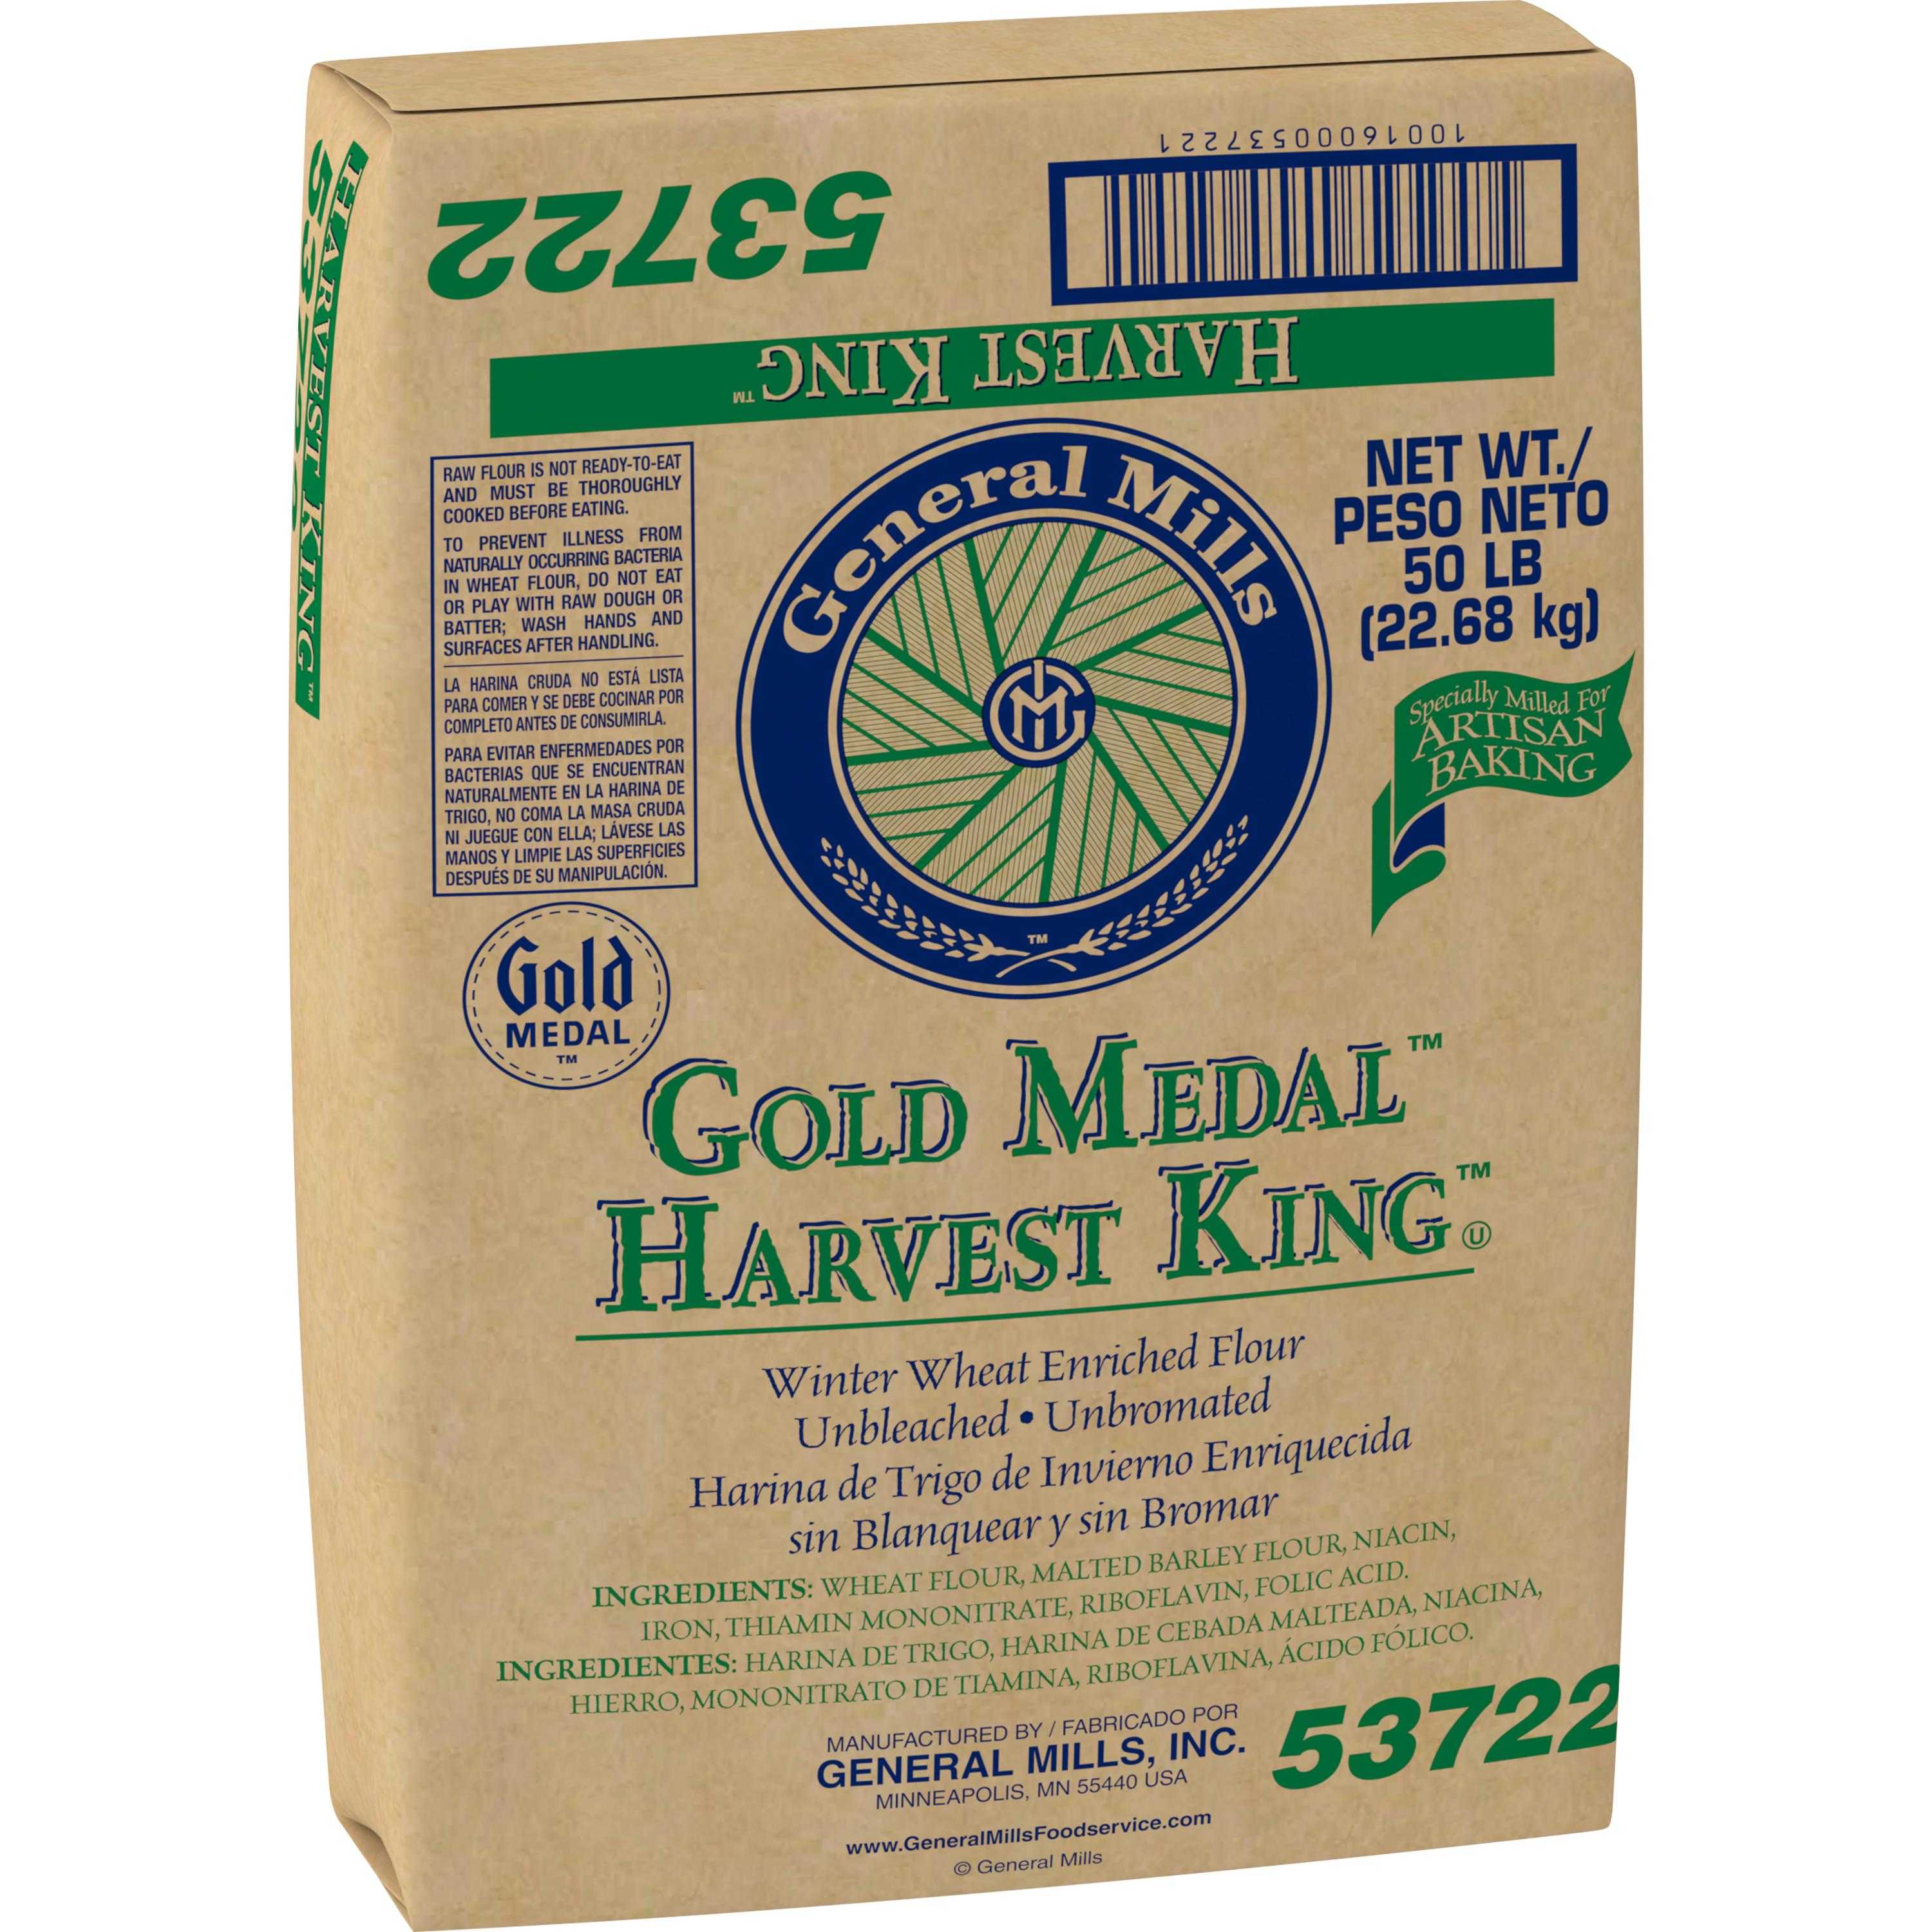 10016000537221
53722
HARVEST KING™
HARVEST KING™
53722
RAW FLOUR IS NOT READY-TO-EAT
AND MUST BE THOROUGHLY
COOKED BEFORE EATING.
TO PREVENT ILLNESS FROM
NATURALLY OCCURRING BACTERIA
IN WHEAT FLOUR, DO NOT EAT
OR PLAY WITH RAW DOUGH OR
BATTER; WASH HANDS AND
SURFACES AFTER HANDLING.
LA HARINA CRUDA NO ESTÁ LISTA
PARA COMER Y SE DEBE COCINAR POR
COMPLETO ANTES DE CONSUMIRLA.
PARA EVITAR ENFERMEDADES POR
BACTERIAS QUE SE ENCUENTRAN
NATURALMENTE EN LA HARINA DE
TRIGO, NO COMA LA MASA CRUDA
NI JUEGUE CON ELLA; LÁVESE LAS
MANOS Y LIMPIE LAS SUPERFICIES
DESPUÉS DE SU MANIPULACIÓN.
General Mills
GM
TM
NET WT./
PESO NETO
50 LB
(22.68 kg)
Specially Milled For
ARTISAN
BAKING
Gold
MEDAL
TM
GOLD MEDAL™
HARVEST KING™ Ⓤ
Winter Wheat Enriched Flour
Unbleached • Unbromated
Harina de Trigo de Invierno Enriquecida
sin Blanquear y sin Bromar
INGREDIENTS: WHEAT FLOUR, MALTED BARLEY FLOUR, NIACIN,
IRON, THIAMIN MONONITRATE, RIBOFLAVIN, FOLIC ACID.
INGREDIENTES: HARINA DE TRIGO, HARINA DE CEBADA MALTEADA, NIACINA,
HIERRO, MONONITRATO DE TIAMINA, RIBOFLAVINA, ÁCIDO FÓLICO.
MANUFACTURED BY / FABRICADO POR
GENERAL MILLS, INC.
MINNEAPOLIS, MN 55440 USA
53722
www.GeneralMillsFoodservice.com
© General Mills